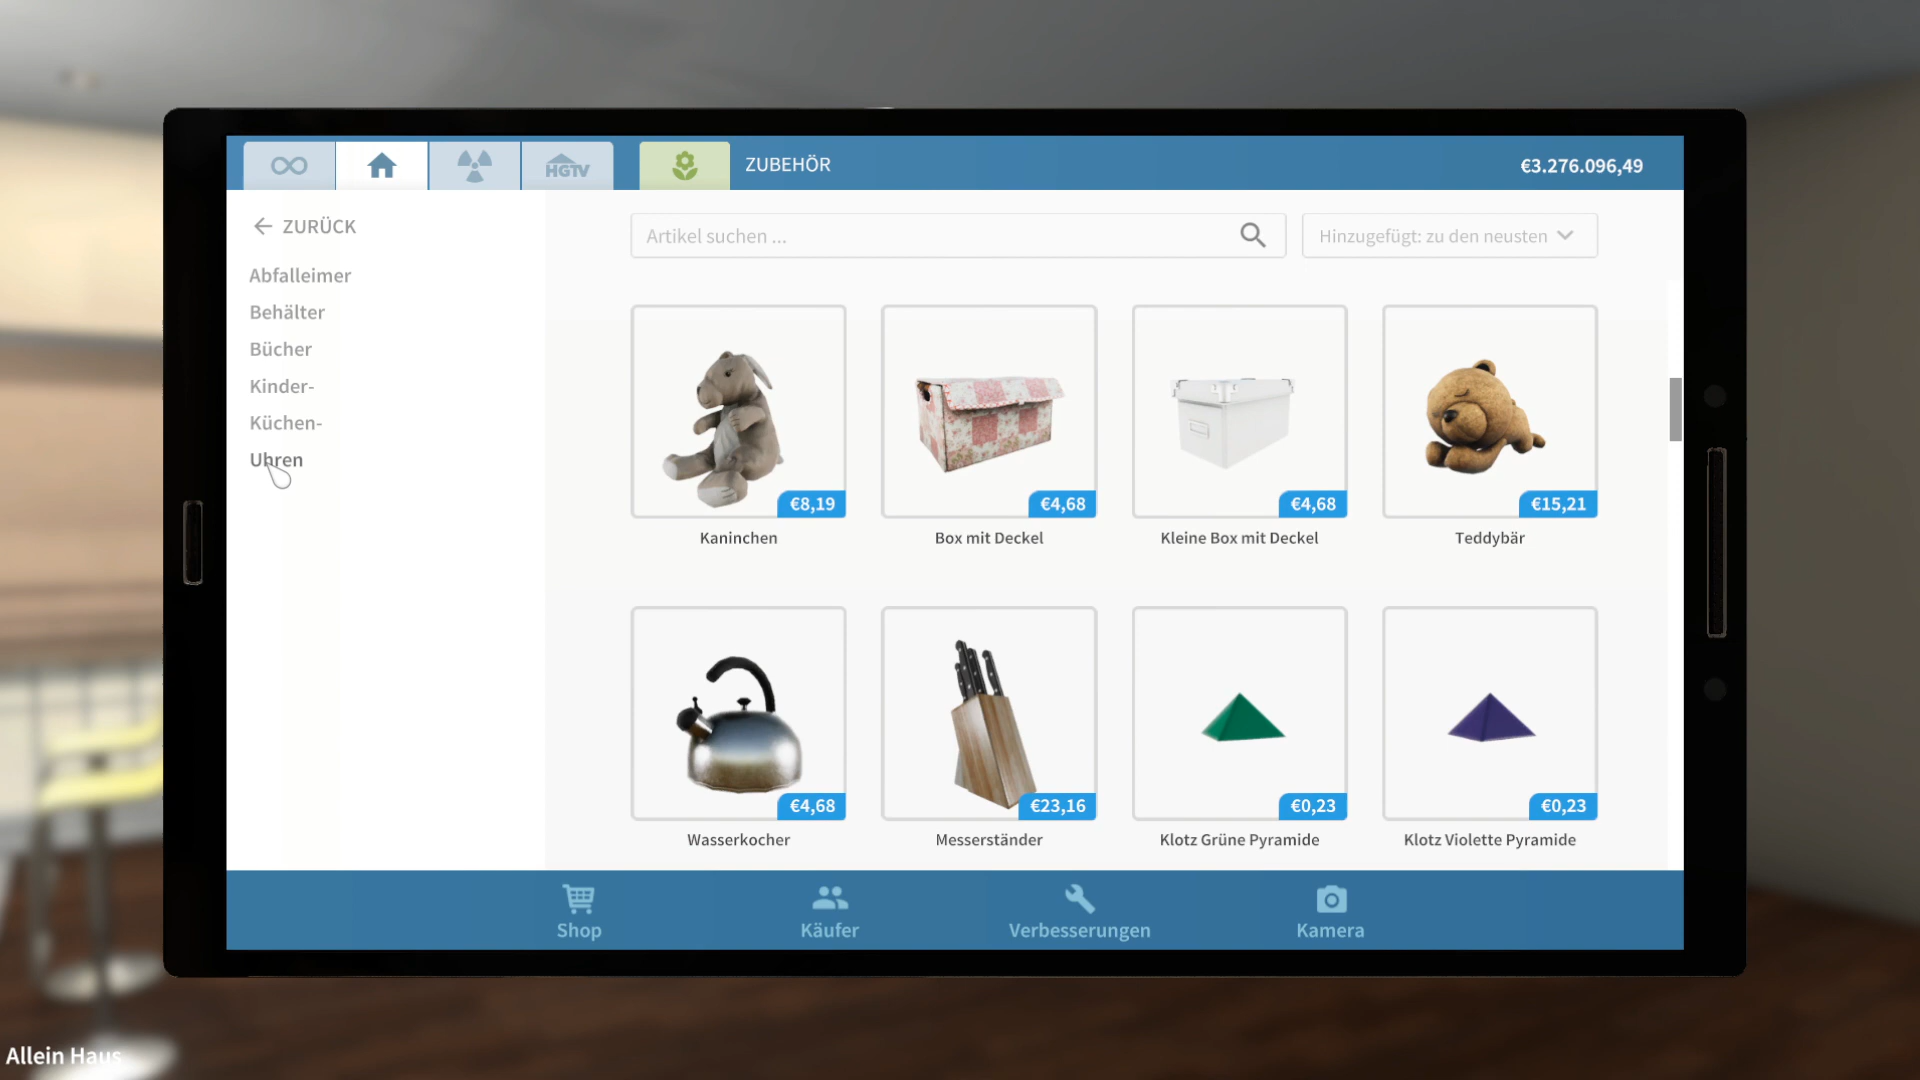 HGTV
ZUBEHÖR
€3.276.096,49
ZURÜCK
Artikel suchen ...
Hinzugefügt: zu den neusten
Abfalleimer
Behälter
Bücher
Kinder-
Küchen-
Uhren
€8,19
€4,68
€4,68
€15,21
Kaninchen
Box mit Deckel
Kleine Box mit Deckel
Teddybär
€4,68
€23,16
€0,23
€0,23
Wasserkocher
Messerständer
Klotz Grüne Pyramide
Klotz Violette Pyramide
Shop
Käufer
Verbesserungen
Kamera
Allein Haus